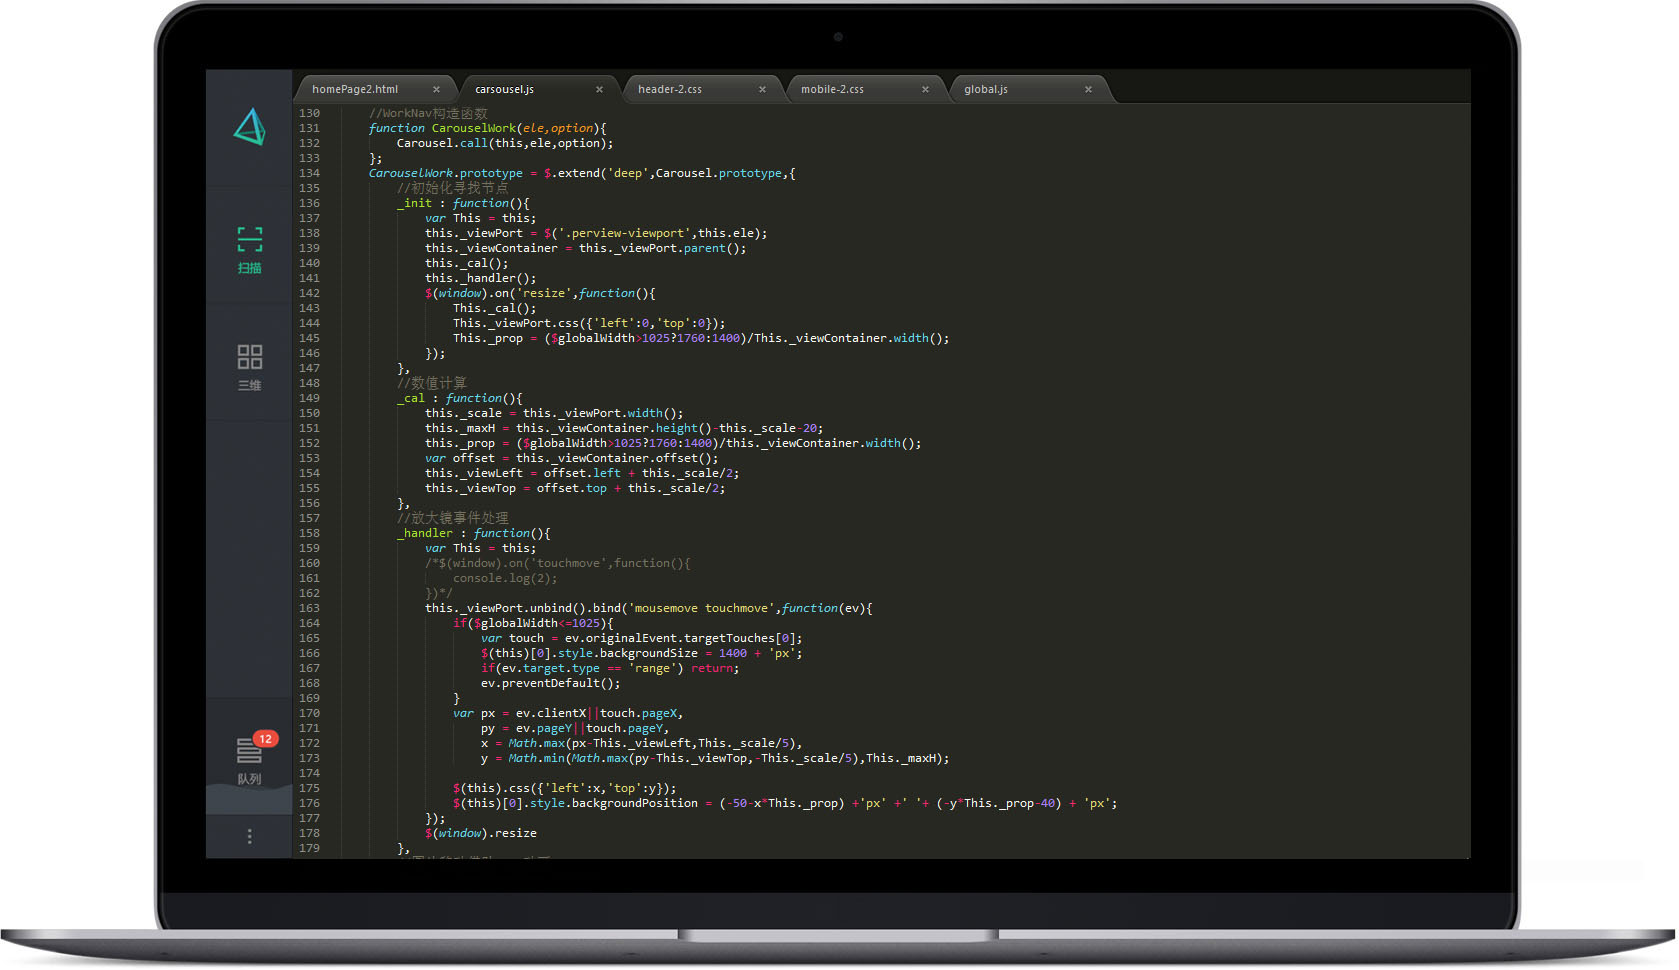 homePage2.html × carsousel.js × header-2.css × mobile-2.css × global.js ×
扫描
三维
12
队列
130 //WorkNav构造函数
131 function CarouselWork(ele,option){
132 Carousel.call(this,ele,option);
133 };
134 CarouselWork.prototype = $.extend('deep',Carousel.prototype,{
135 //初始化寻找节点
136 _init : function(){
137 var This = this;
138 this._viewPort = $('.perview-viewport',this.ele);
139 this._viewContainer = this._viewPort.parent();
140 this._cal();
141 this._handler();
142 $(window).on('resize',function(){
143 This._cal();
144 This._viewPort.css({'left':0,'top':0});
145 This._prop = ($globalWidth>1025?1760:1400)/This._viewContainer.width();
146 });
147 },
148 //数值计算
149 _cal : function(){
150 this._scale = this._viewPort.width();
151 this._maxH = this._viewContainer.height()-this._scale-20;
152 this._prop = ($globalWidth>1025?1760:1400)/this._viewContainer.width();
153 var offset = this._viewContainer.offset();
154 this._viewLeft = offset.left + this._scale/2;
155 this._viewTop = offset.top + this._scale/2;
156 },
157 //放大镜事件处理
158 _handler : function(){
159 var This = this;
160 /*$(window).on('touchmove',function(){
161 console.log(2);
162 })*/
163 this._viewPort.unbind().bind('mousemove touchmove',function(ev){
164 if($globalWidth<=1025){
165 var touch = ev.originalEvent.targetTouches[0];
166 $(this)[0].style.backgroundSize = 1400 + 'px';
167 if(ev.target.type == 'range') return;
168 ev.preventDefault();
169 }
170 var px = ev.clientX||touch.pageX,
171 py = ev.pageY||touch.pageY,
172 x = Math.max(px-This._viewLeft,This._scale/5),
173 y = Math.min(Math.max(py-This._viewTop,-This._scale/5),This._maxH);
174
175 $(this).css({'left':x,'top':y});
176 $(this)[0].style.backgroundPosition = (-50-x*This._prop) +'px' +' '+ (-y*This._prop-40) + 'px';
177 });
178 $(window).resize
179 },